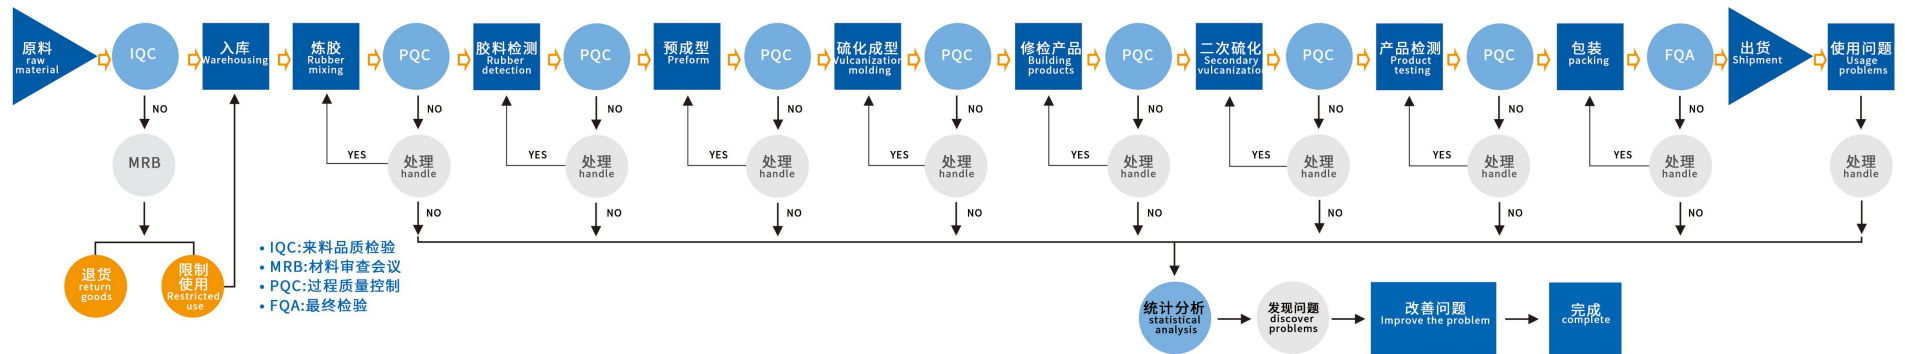 原料
raw
material
IQC
入库
Warehousing
炼胶
Rubber
mixing
PQC
胶料检测
Rubber
detection
PQC
预成型
Preform
PQC
硫化成型
Vulcanization
molding
PQC
修检产品
Building
products
PQC
二次硫化
Secondary
vulcanization
PQC
产品检测
Product
testing
PQC
包装
packing
FQA
出货
Shipment
使用问题
Usage
problems
NO
NO
NO
NO
NO
NO
NO
NO
NO
MRB
YES
处理
handle
YES
处理
handle
YES
处理
handle
YES
处理
handle
YES
处理
handle
YES
处理
handle
YES
处理
handle
YES
处理
handle
处理
handle
NO
NO
NO
NO
NO
NO
NO
NO
退货
return
goods
限制
使用
Restricted
use
• IQC:来料品质检验
• MRB:材料审查会议
• PQC:过程质量控制
• FQA:最终检验
统计分析
statistical
analysis
发现问题
discover
problems
改善问题
Improve the problem
完成
complete